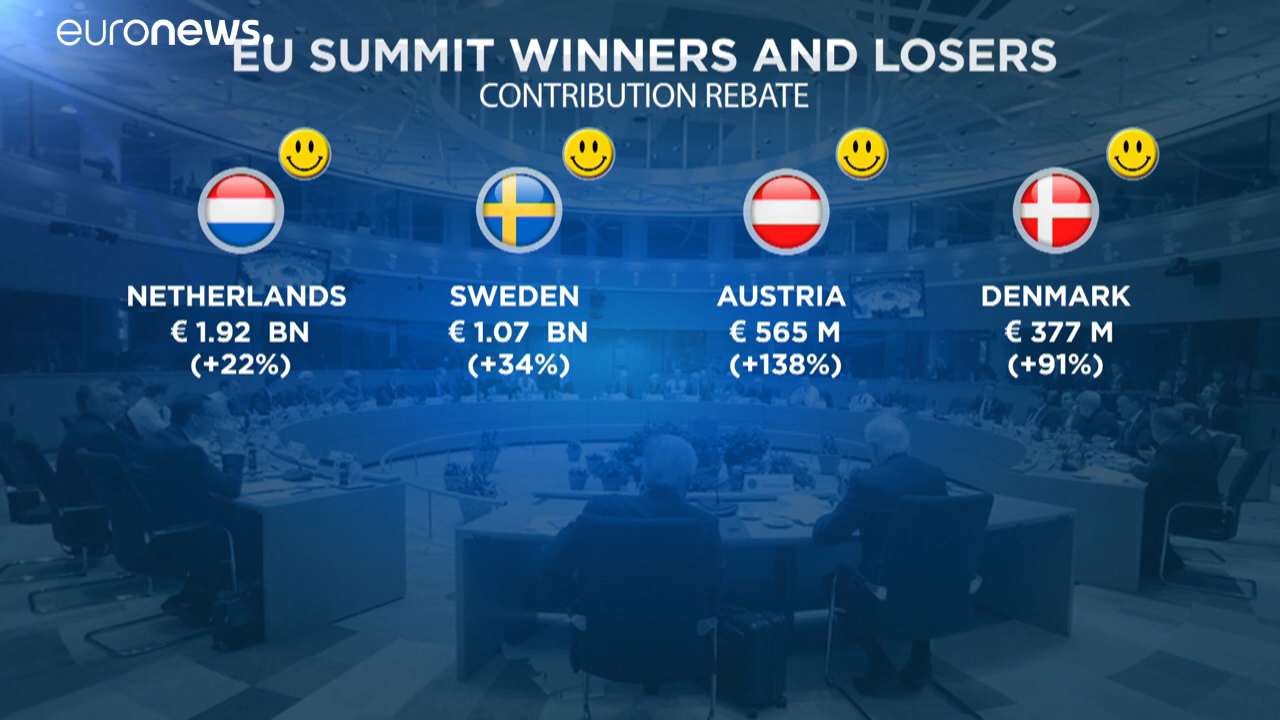 euronews.
EU SUMMIT WINNERS AND LOSERS
CONTRIBUTION REBATE
NETHERLANDS
€ 1.92 BN
(+22%)
SWEDEN
€ 1.07 BN
(+34%)
AUSTRIA
€ 565 M
(+138%)
DENMARK
€ 377 M
(+91%)